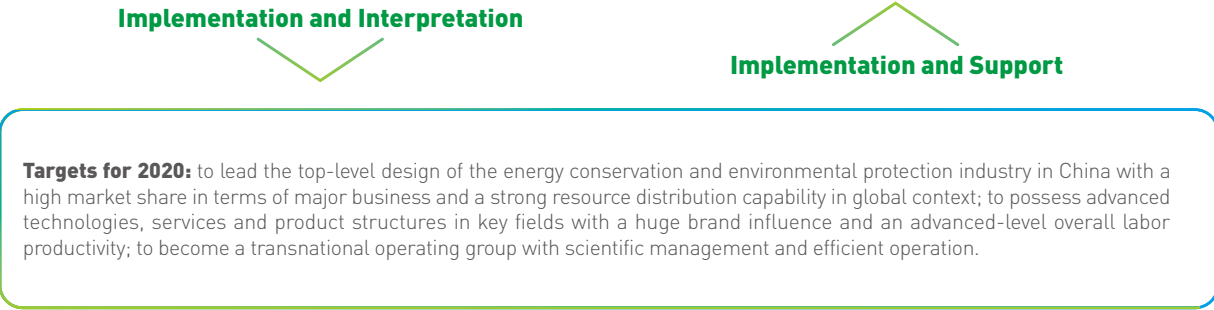 Implementation and Interpretation
Implementation and Support
Targets for 2020: to lead the top-level design of the energy conservation and environmental protection industry in China with a
high market share in terms of major business and a strong resource distribution capability in global context; to possess advanced
technologies, services and product structures in key fields with a huge brand influence and an advanced-level overall labor
productivity; to become a transnational operating group with scientific management and efficient operation.